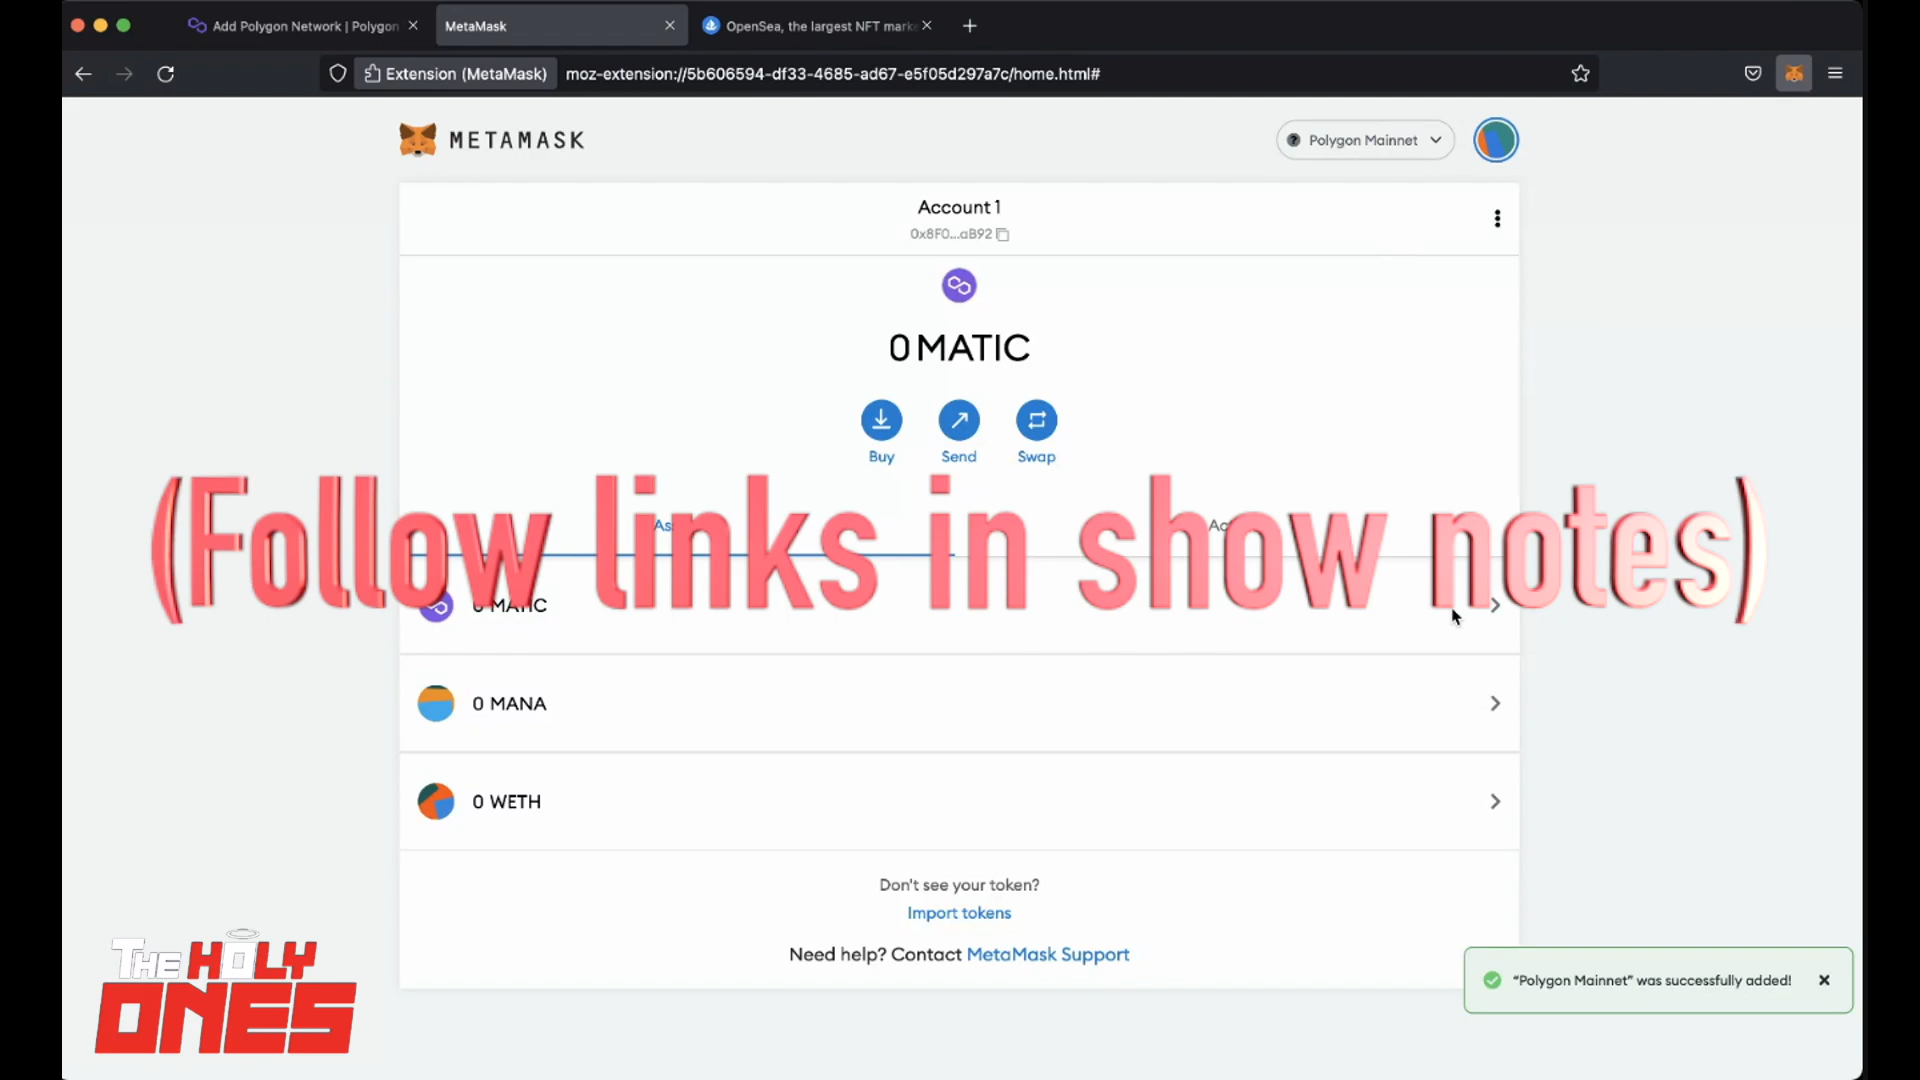 Add Polygon Network | Polygon
MetaMask
OpenSea, the largest NFT mark
Extension (MetaMask)
moz-extension://5b606594-df33-4685-ad67-e5f05d297a7c/home.html#
METAMASK
Polygon Mainnet
Account 1
0x8F0...aB92
0 MATIC
Buy
Send
Swap
(Follow links in show notes)
0 MATIC
0 MANA
0 WETH
Don't see your token?
Import tokens
Need help? Contact MetaMask Support
"Polygon Mainnet" was successfully added!
THE HOLY
ONES